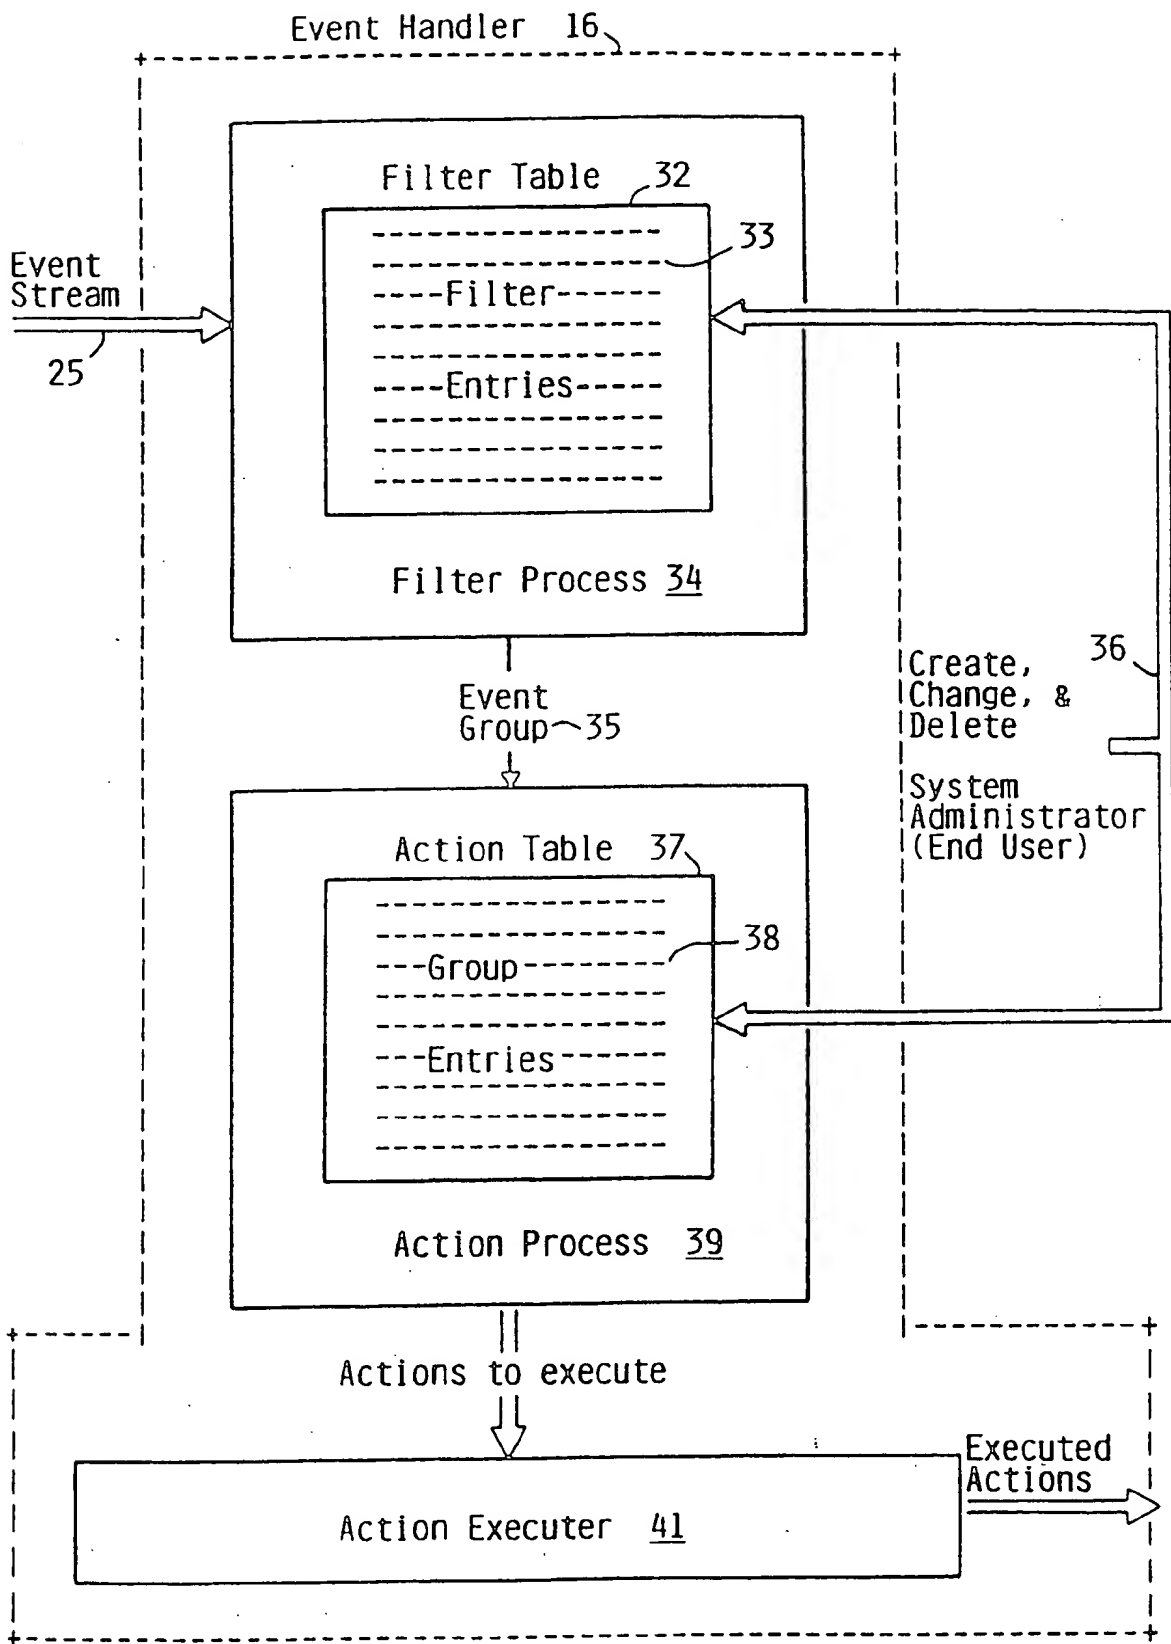 Event Handler 16
Filter Table 32
33
Filter
Entries
Event
Stream
25
Filter Process 34
Event
Group 35
Create,
Change, &
Delete
36
System
Administrator
(End User)
Action Table 37
38
Group
Entries
Action Process 39
Actions to execute
Action Executer 41
Executed
Actions